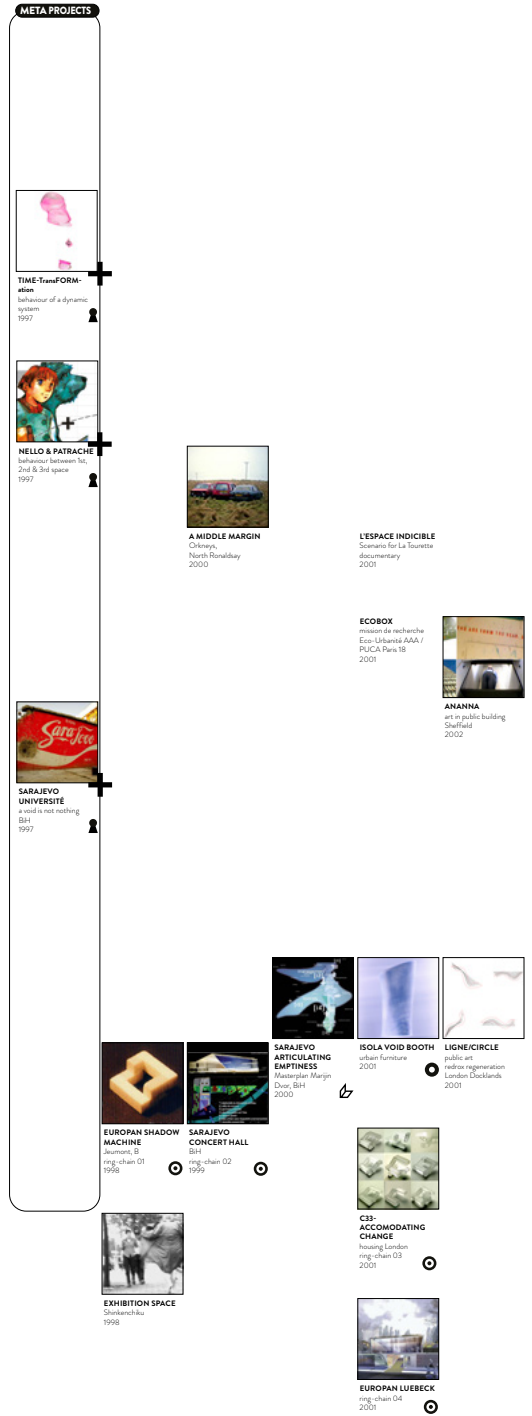 META PROJECTS
TIME-TransFORM-
ation
behaviour of a dynamic
system
1997
NELLO & PATRACHE
behaviour between 1st,
2nd & 3rd space
1997
A MIDDLE MARGIN
Orkneys,
North Ronaldsay
2000
L'ESPACE INDICIBLE
Scenario for La Tourette
documentary
2001
ECOBOX
mission de recherche
Eco-Urbanité AAA /
PUCA Paris 18
2001
ANANNA
art in public building
Sheffield
2002
SaraJevo
SARAJEVO
UNIVERSITÉ
a void is not nothing
BiH
1997
SARAJEVO
ARTICULATING
EMPTINESS
Masterplan Marijin
Dvor, BiH
2000
ISOLA VOID BOOTH
urbain furniture
2001
LIGNE/CIRCLE
public art
redrox regeneration
London Docklands
2001
EUROPAN SHADOW
MACHINE
Jeumont, B
ring-chain 01
1998
SARAJEVO
CONCERT HALL
BiH
ring-chain 02
1999
C33-
ACCOMODATING
CHANGE
housing London
ring-chain 03
2001
EXHIBITION SPACE
Shinkenchiku
1998
EUROPAN LUEBECK
ring-chain 04
2001